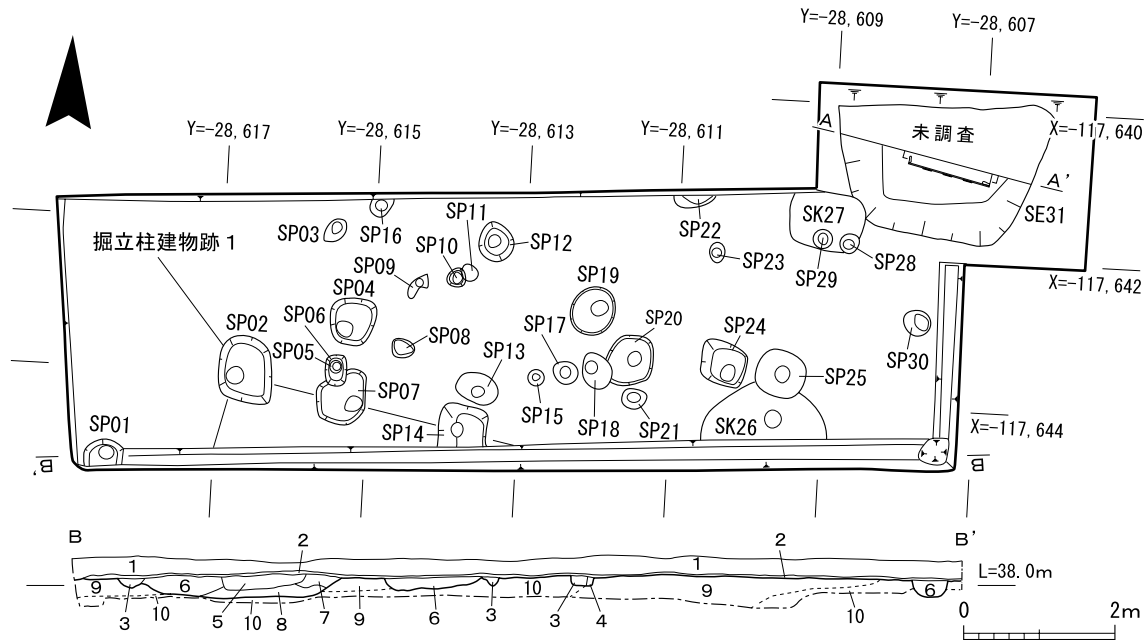 Y=-28,609
Y=-28,607
Y=-28,617
Y=-28,615
Y=-28,613
Y=-28,611
A
未調査
X=-117,640
A'
SE31
SK27
SP22
SP11
SP16
SP03
SP12
SP10
掘立柱建物跡1
SP09
SP23
SP29
SP28
SP19
X=-117,642
SP04
SP02
SP06
SP20
SP17
SP24
SP08
SP05
SP13
SP30
SP25
SP07
SP15
SP01
SP14
SP18
SP21
SK26
X=-117,644
B'
B
B
2
2
B'
1
1
L=38.0m
9
6
10
9
6
3
10
5
10
8
7
9
6
3
3
4
10
0
2m